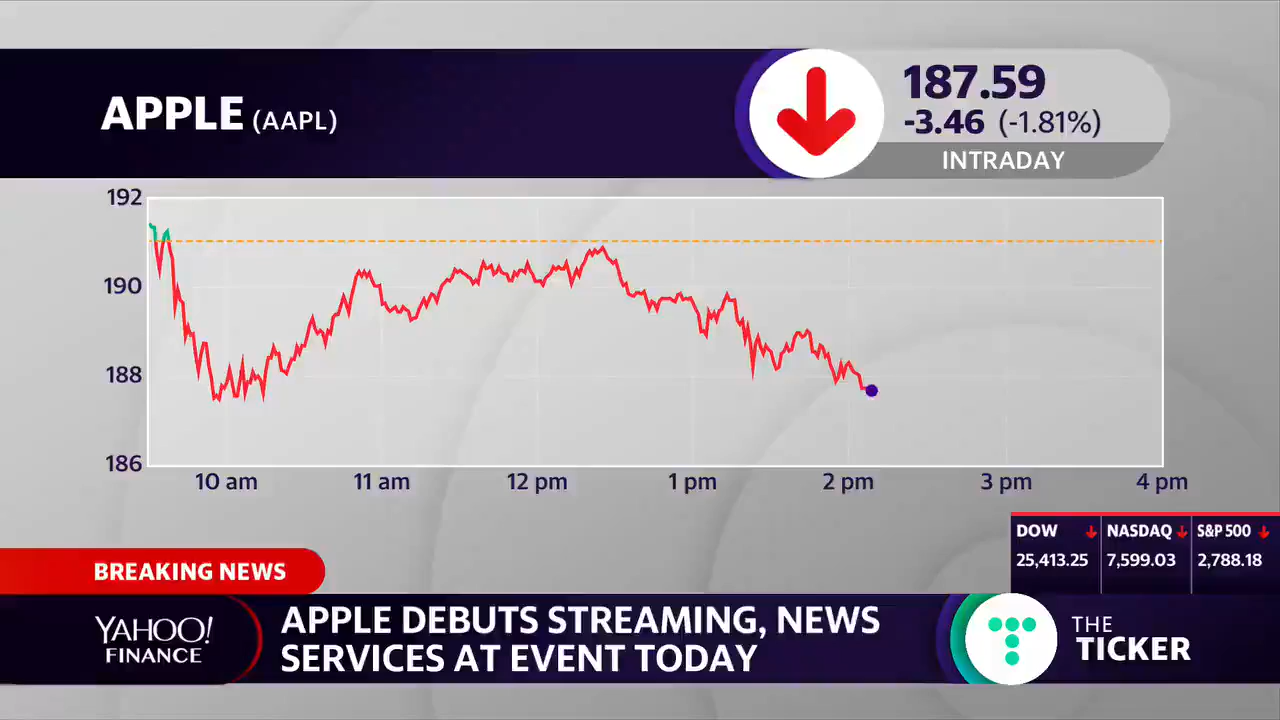 APPLE (AAPL)
187.59
-3.46 (-1.81%)
INTRADAY
192
190
188
186
10 am 11 am 12 pm 1 pm 2 pm 3 pm 4 pm
DOW NASDAQ S&P 500
25,413.25 7,599.03 2,788.18
BREAKING NEWS
YAHOO!
FINANCE
APPLE DEBUTS STREAMING, NEWS
SERVICES AT EVENT TODAY
THE
TICKER